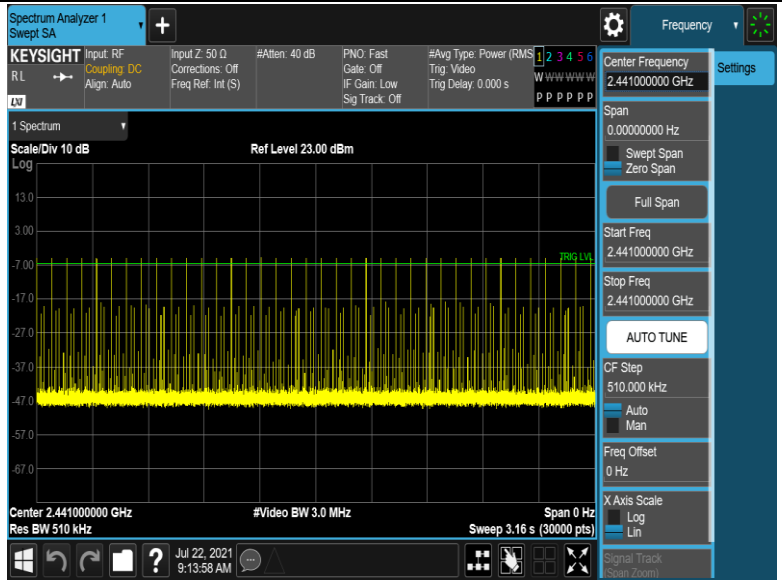 Spectrum Analyzer 1
Swept SA
Frequency
KEYSIGHT
RL
LXI
Input: RF
Coupling: DC
Align: Auto
Input Z: 50 Ω
Corrections: Off
Freq Ref: Int (S)
#Atten: 40 dB
PNO: Fast
Gate: Off
IF Gain: Low
Sig Track: Off
#Avg Type: Power (RMS
Trig: Video
Trig Delay: 0.000 s
1 2 3 4 5 6
W W W W W W
P P P P P P
1 Spectrum
Scale/Div 10 dB
Ref Level 23.00 dBm
Log
13.0
3.00
-7.00
-17.0
-27.0
-37.0
-47.0
-57.0
-67.0
TRIG LVL
Center 2.441000000 GHz
#Video BW 3.0 MHz
Span 0 Hz
Res BW 510 kHz
Sweep 3.16 s (30000 pts)
Center Frequency
2.441000000 GHz
Settings
Span
0.00000000 Hz
Swept Span
Zero Span
Full Span
Start Freq
2.441000000 GHz
Stop Freq
2.441000000 GHz
AUTO TUNE
CF Step
510.000 kHz
Auto
Man
Freq Offset
0 Hz
X Axis Scale
Log
Lin
Signal Track
(Span Zoom)
?
Jul 22, 2021
9:13:58 AM